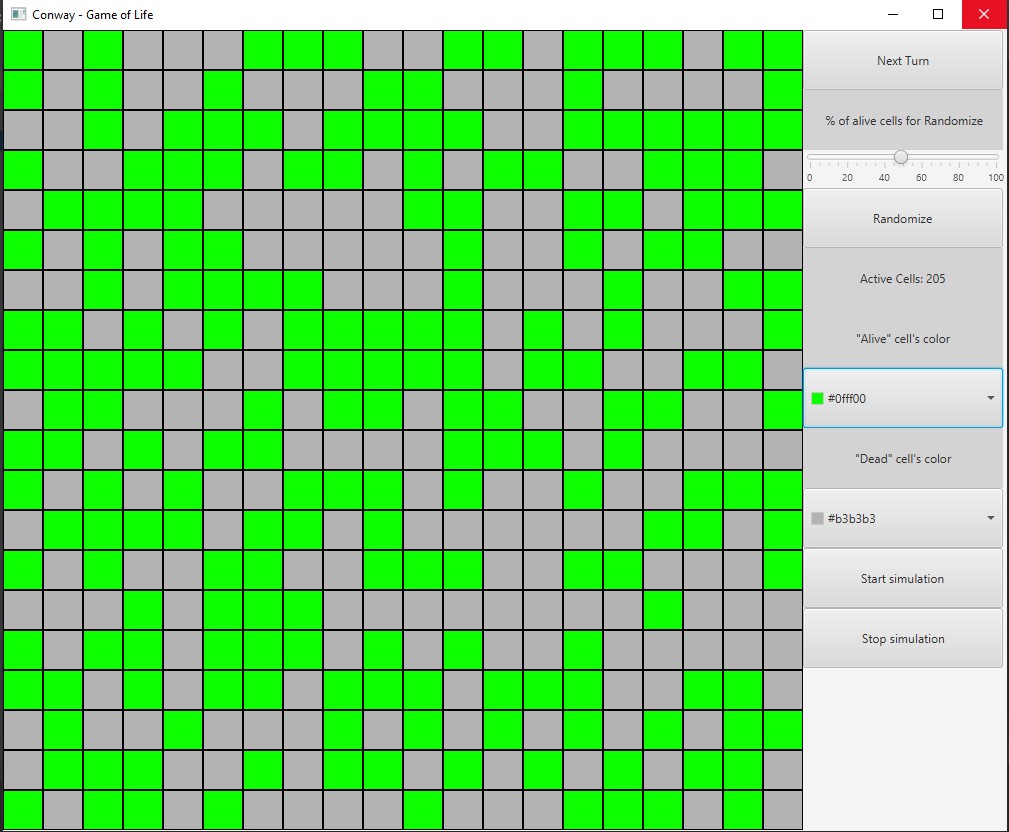 Conway - Game of Life
Next Turn
% of alive cells for Randomize
0 20 40 60 80 100
Randomize
Active Cells: 205
"Alive" cell's color
#0fff00
"Dead" cell's color
#b3b3b3
Start simulation
Stop simulation